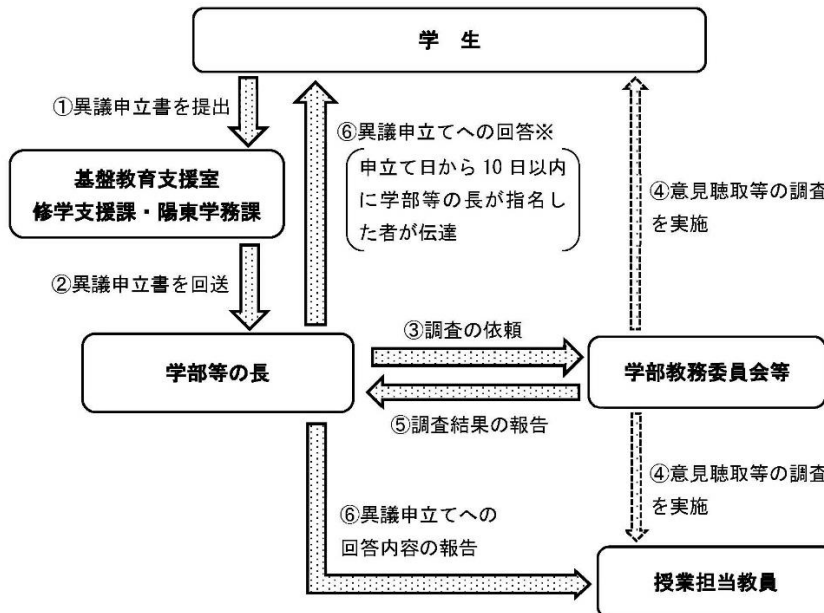 学　生
①異議申立書を提出
基盤教育支援室
修学支援課・陽東学務課
②異議申立書を回送
⑥異議申立てへの回答※
申立て日から 10 日以内
に学部等の長が指名し
た者が伝達
④意見聴取等の調査
を実施
学部等の長
③調査の依頼
⑤調査結果の報告
学部教務委員会等
④意見聴取等の調査
を実施
⑥異議申立てへの
回答内容の報告
授業担当教員